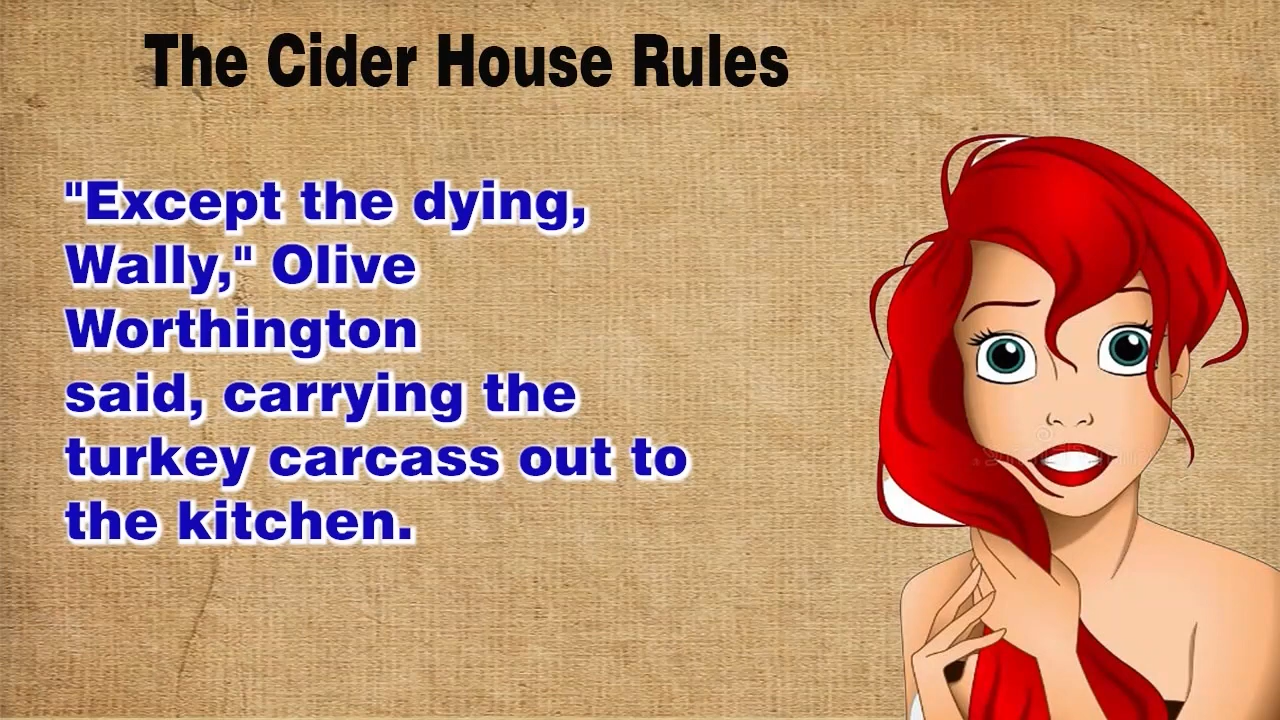 The Cider House Rules
"Except the dying,
Wally," Olive
Worthington
said, carrying the
turkey carcass out to
the kitchen.